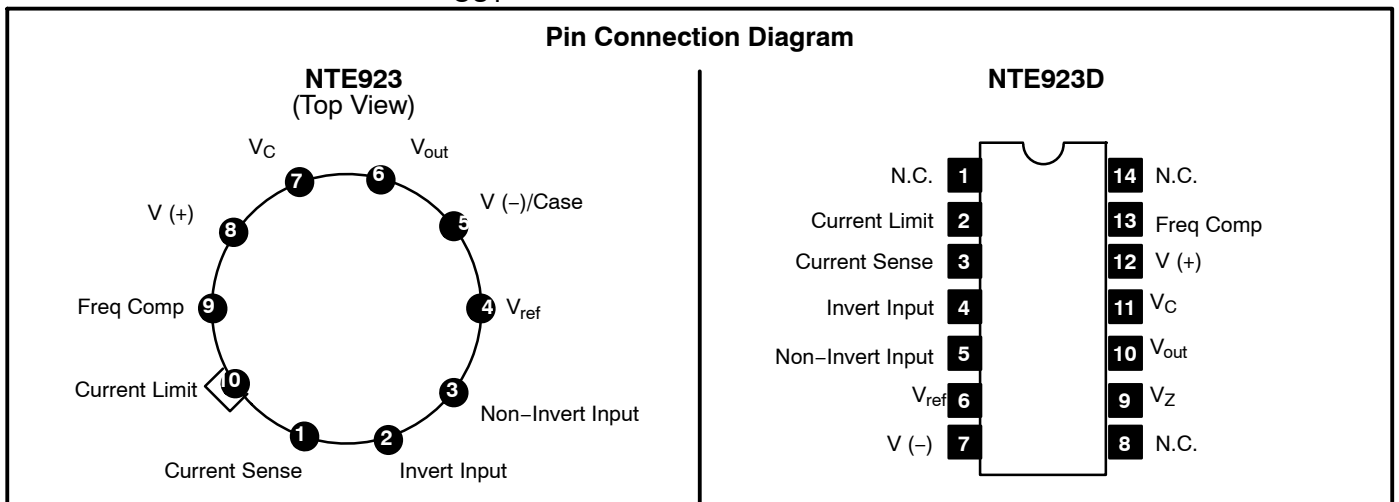 Pin Connection Diagram
NTE923
(Top View)
VC
7
Vout
6
V (+)
8
V (−)/Case
5
Freq Comp
9
Vref
4
Current Limit
10
Non−Invert Input
3
Current Sense
1
Invert Input
2
NTE923D
N.C. 1
14 N.C.
Current Limit 2
13 Freq Comp
Current Sense 3
12 V (+)
Invert Input 4
11 VC
Non−Invert Input 5
10 Vout
Vref 6
9 VZ
V (−) 7
8 N.C.